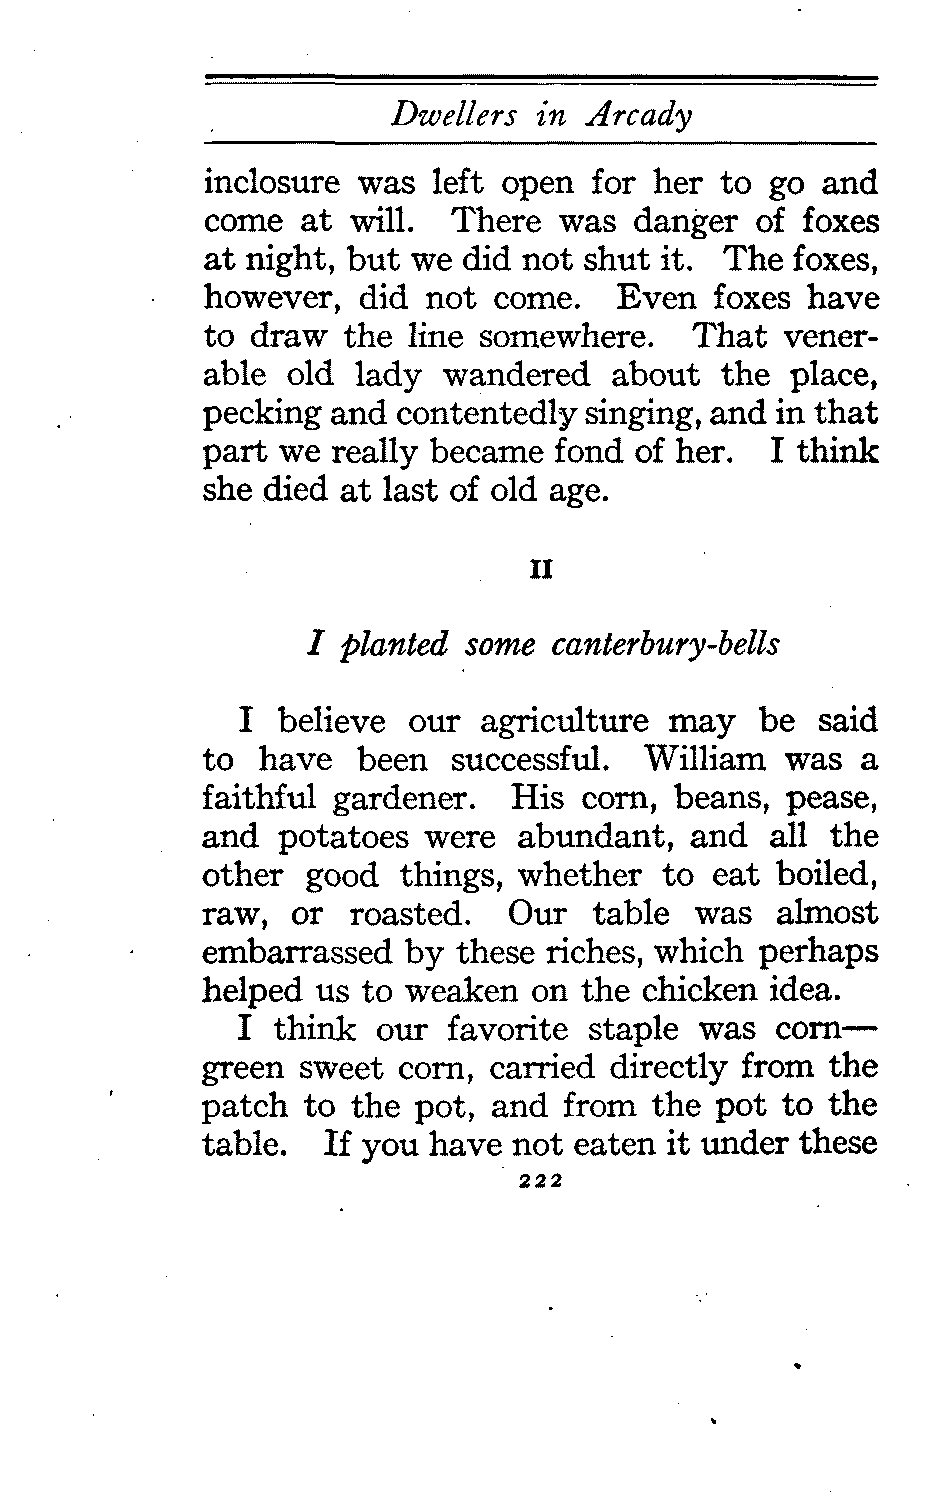 Dwellers in Arcady
inclosure was left open for her to go and
come at will. There was danger of foxes
at night, but we did not shut it. The foxes,
however, did not come. Even foxes have
to draw the line somewhere. That vener-
able old lady wandered about the place,
pecking and contentedly singing, and in that
part we really became fond of her. I think
she died at last of old age.
II
I planted some canterbury-bells
I believe our agriculture may be said
to have been successful. William was a
faithful gardener. His corn, beans, pease,
and potatoes were abundant, and all the
other good things, whether to eat boiled,
raw, or roasted. Our table was almost
embarrassed by these riches, which perhaps
helped us to weaken on the chicken idea.
I think our favorite staple was corn—
green sweet corn, carried directly from the
patch to the pot, and from the pot to the
table. If you have not eaten it under these
222